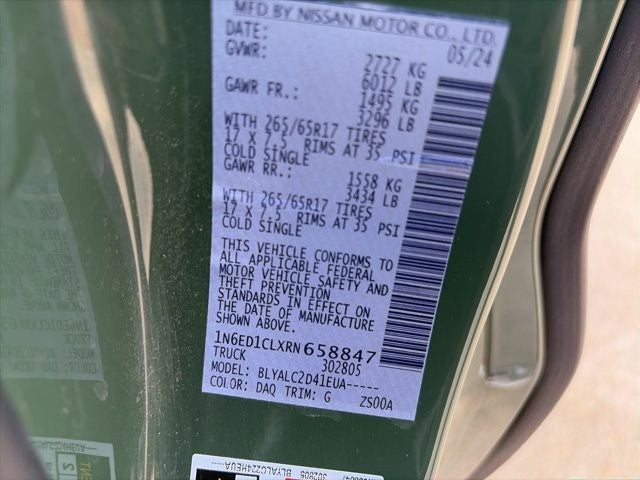 MFD BY NISSAN MOTOR CO., LTD.
DATE: 05/24
GVWR: 2727 KG
6012 LB
GAWR FR.: 1495 KG
3296 LB
WITH 265/65R17 TIRES
17 X 7.5 RIMS AT 35 PSI
COLD SINGLE
GAWR RR.: 1558 KG
3434 LB
WITH 265/65R17 TIRES
17 X 7.5 RIMS AT 35 PSI
COLD SINGLE
THIS VEHICLE CONFORMS TO
ALL APPLICABLE FEDERAL
MOTOR VEHICLE SAFETY AND
THEFT PREVENTION
STANDARDS IN EFFECT ON
THE DATE OF MANUFACTURE
SHOWN ABOVE.
1N6ED1CLXRN658847
TRUCK 302805
MODEL: BLYALC2D41EUA-----
COLOR: DAQ TRIM: G ZS00A
302805